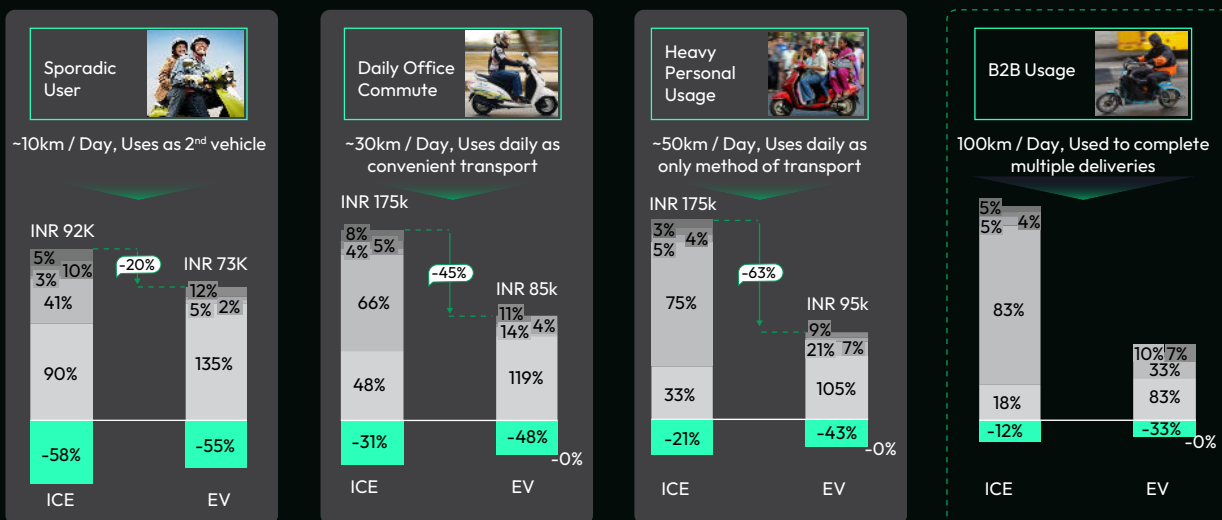 Sporadic
User
~10km / Day, Uses as 2nd vehicle
INR 92K
5%
10%
3%
41%
90%
-58%
ICE
-20%
INR 73K
12%
5%
2%
135%
-55%
EV
Daily Office
Commute
~30km / Day, Uses daily as
convenient transport
INR 175k
8%
5%
4%
66%
48%
-31%
ICE
-45%
INR 85k
11%
14%
4%
119%
-48%
-0%
EV
Heavy
Personal
Usage
~50km / Day, Uses daily as
only method of transport
INR 175k
3%
4%
5%
75%
33%
-21%
ICE
-63%
INR 95k
9%
21%
7%
105%
-43%
-0%
EV
B2B Usage
100km / Day, Used to complete
multiple deliveries
5%
4%
5%
83%
18%
-12%
ICE
10%
7%
33%
83%
-33%
-0%
EV